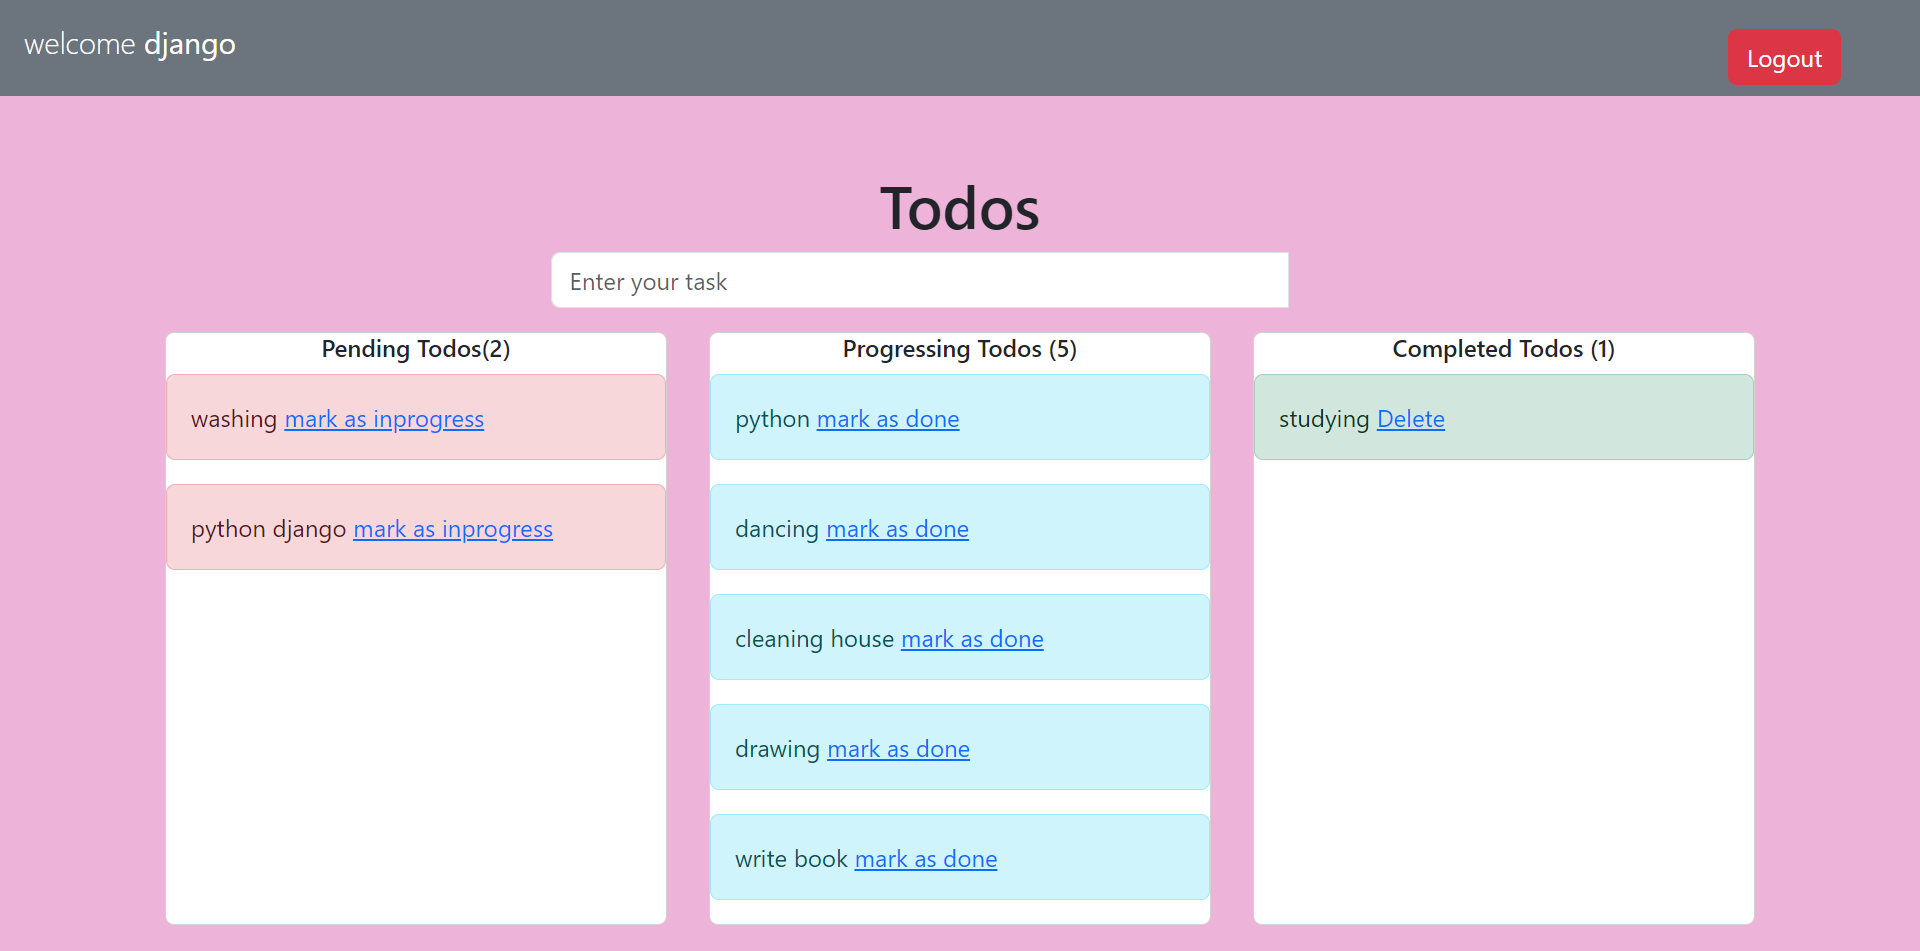 welcome django
Logout
Todos
Enter your task
Pending Todos(2)
washing mark as inprogress
python django mark as inprogress
Progressing Todos (5)
python mark as done
dancing mark as done
cleaning house mark as done
drawing mark as done
write book mark as done
Completed Todos (1)
studying Delete